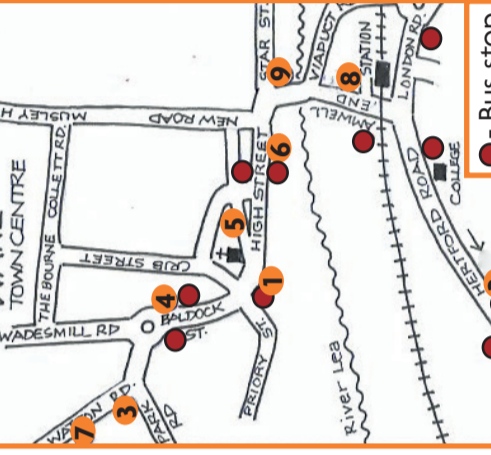 TOWN CENTRE
MUSLEY H
COLLETT RD.
THE BOURNE
WADESMILL RD
CRIB STREET
NEW ROAD
STAR ST.
VIADUCT
STATION
LONDON RD.
AMWELL
END
HIGH STREET
BALDOCK
ST.
PRIORY ST.
WATTON RD.
PARK
RD
River Lea
HERTFORD ROAD
COLLEGE
1
3
4
5
6
7
8
9
- Bus stop